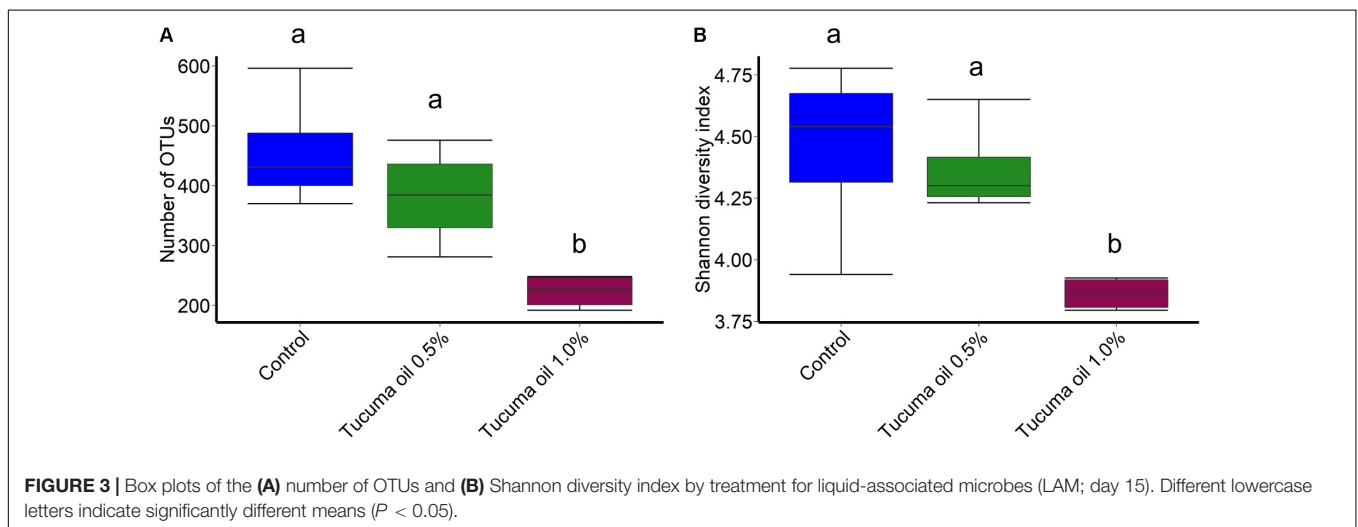 A
a
a
b
Number of OTUs
600
500
400
300
200
Control
Tucuma oil 0.5%
Tucuma oil 1.0%
B
a
a
b
Shannon diversity index
4.75
4.50
4.25
4.00
3.75
Control
Tucuma oil 0.5%
Tucuma oil 1.0%
FIGURE 3 | Box plots of the (A) number of OTUs and (B) Shannon diversity index by treatment for liquid-associated microbes (LAM; day 15). Different lowercase
letters indicate significantly different means (P < 0.05).